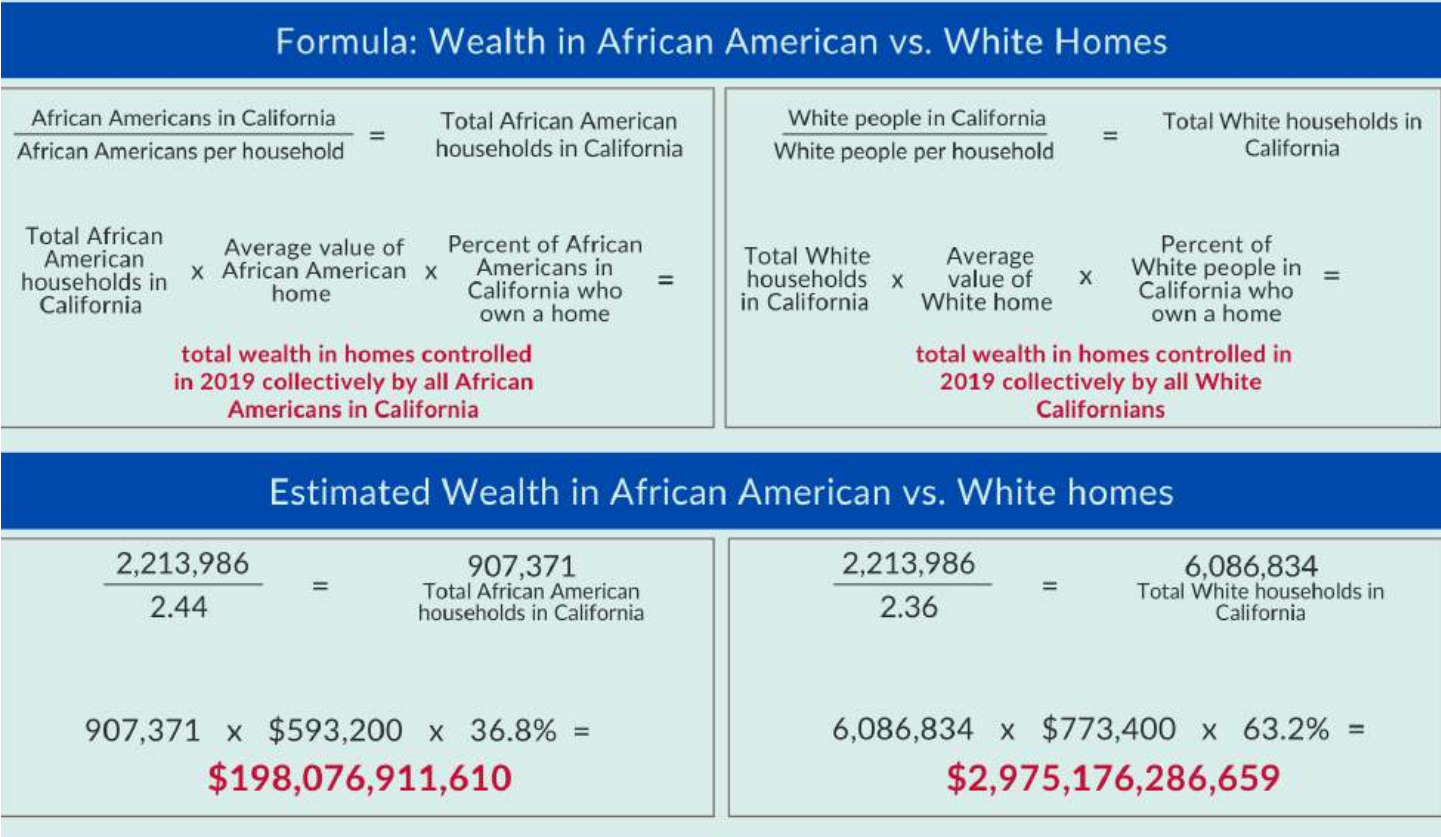 Formula: Wealth in African American vs. White Homes
African Americans in California
African Americans per household
=
Total African American
households in California
Total African
American
households in
California
x
Average value of
African American
home
x
Percent of African
Americans in
California who
own a home
=
total wealth in homes controlled
in 2019 collectively by all African
Americans in California
White people in California
White people per household
=
Total White households in
California
Total White
households
in California
x
Average
value of
White home
x
Percent of
White people in
California who
own a home
=
total wealth in homes controlled in
2019 collectively by all White
Californians
Estimated Wealth in African American vs. White homes
2,213,986
2.44
=
907,371
Total African American
households in California
907,371 x $593,200 x 36.8% =
$198,076,911,610
2,213,986
2.36
=
6,086,834
Total White households in
California
6,086,834 x $773,400 x 63.2% =
$2,975,176,286,659